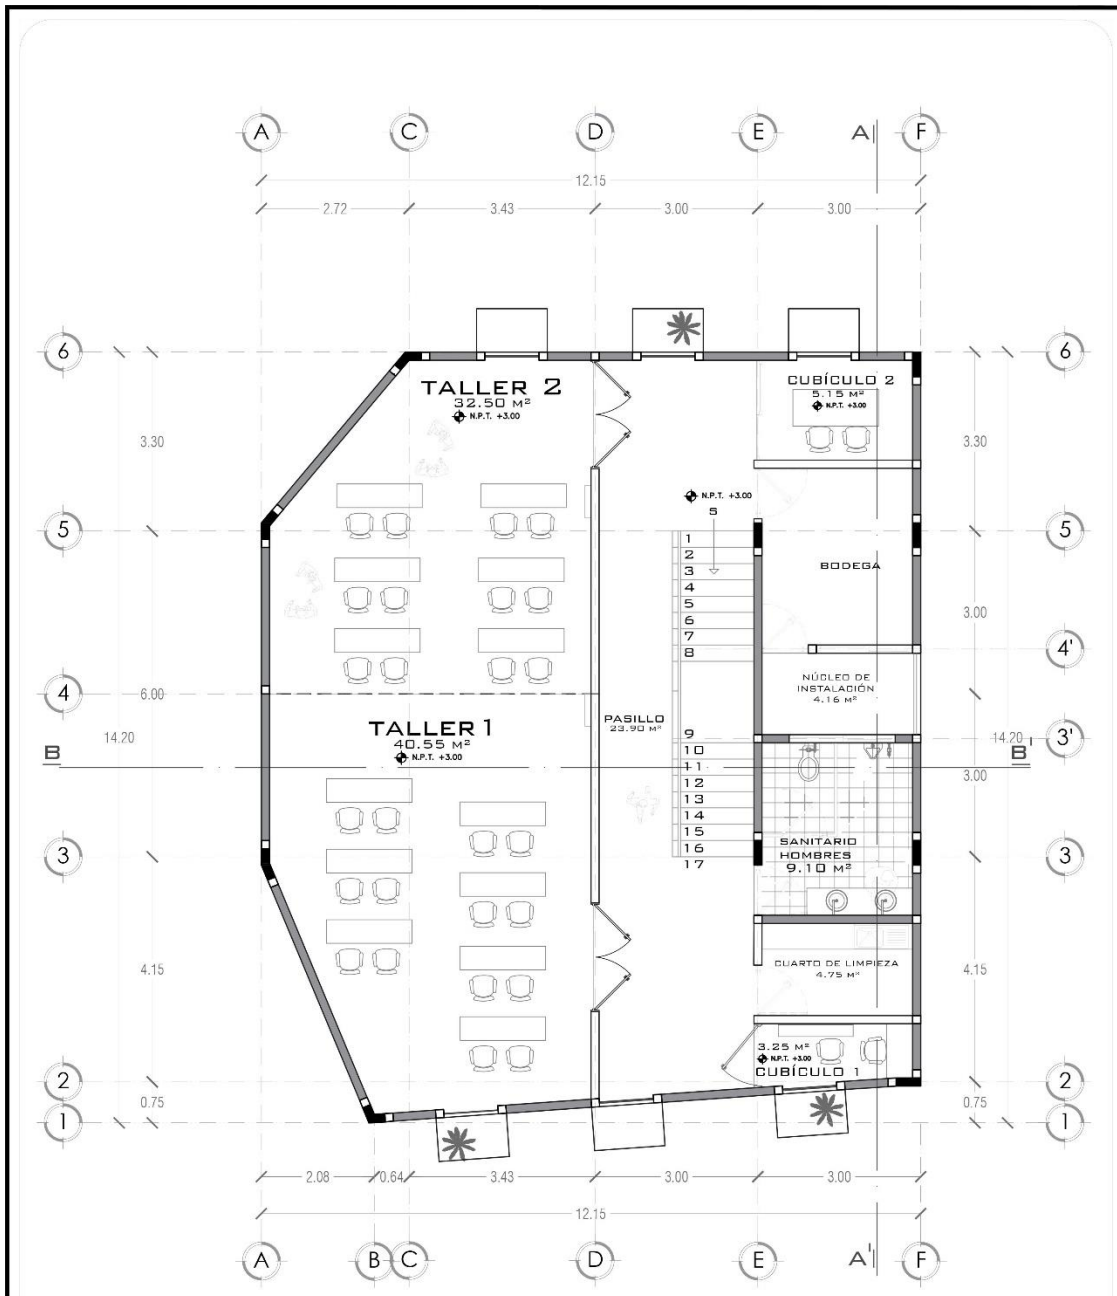 A C D E A F
12.15
2.72 3.43 3.00 3.00
6 6
TALLER 2
32.50 M²
N.P.T. +3.00
CUBÍCULO 2
5.15 M²
N.P.T. +3.00
3.30 3.30
N.P.T. +3.00
S
5 5
1
2
3
4
5
6
7
8
BODEGA
3.00
4'
NÚCLEO DE
INSTALACIÓN
4.16 M²
4 6.00
TALLER 1
40.55 M²
N.P.T. +3.00
PASILLO
23.90 M²
14.20 14.20
3'
B B'
9
10
11
12
13
14
15
16
17
3.00
SANITARIO
HOMBRES
9.10 M²
3 3
CUARTO DE LIMPIEZA
4.75 M²
4.15 4.15
3.25 M²
N.P.T. +3.00
CUBÍCULO 1
2 2
0.75 0.75
1 1
2.08 0.64 3.43 3.00 3.00
12.15
A B C D E A' F